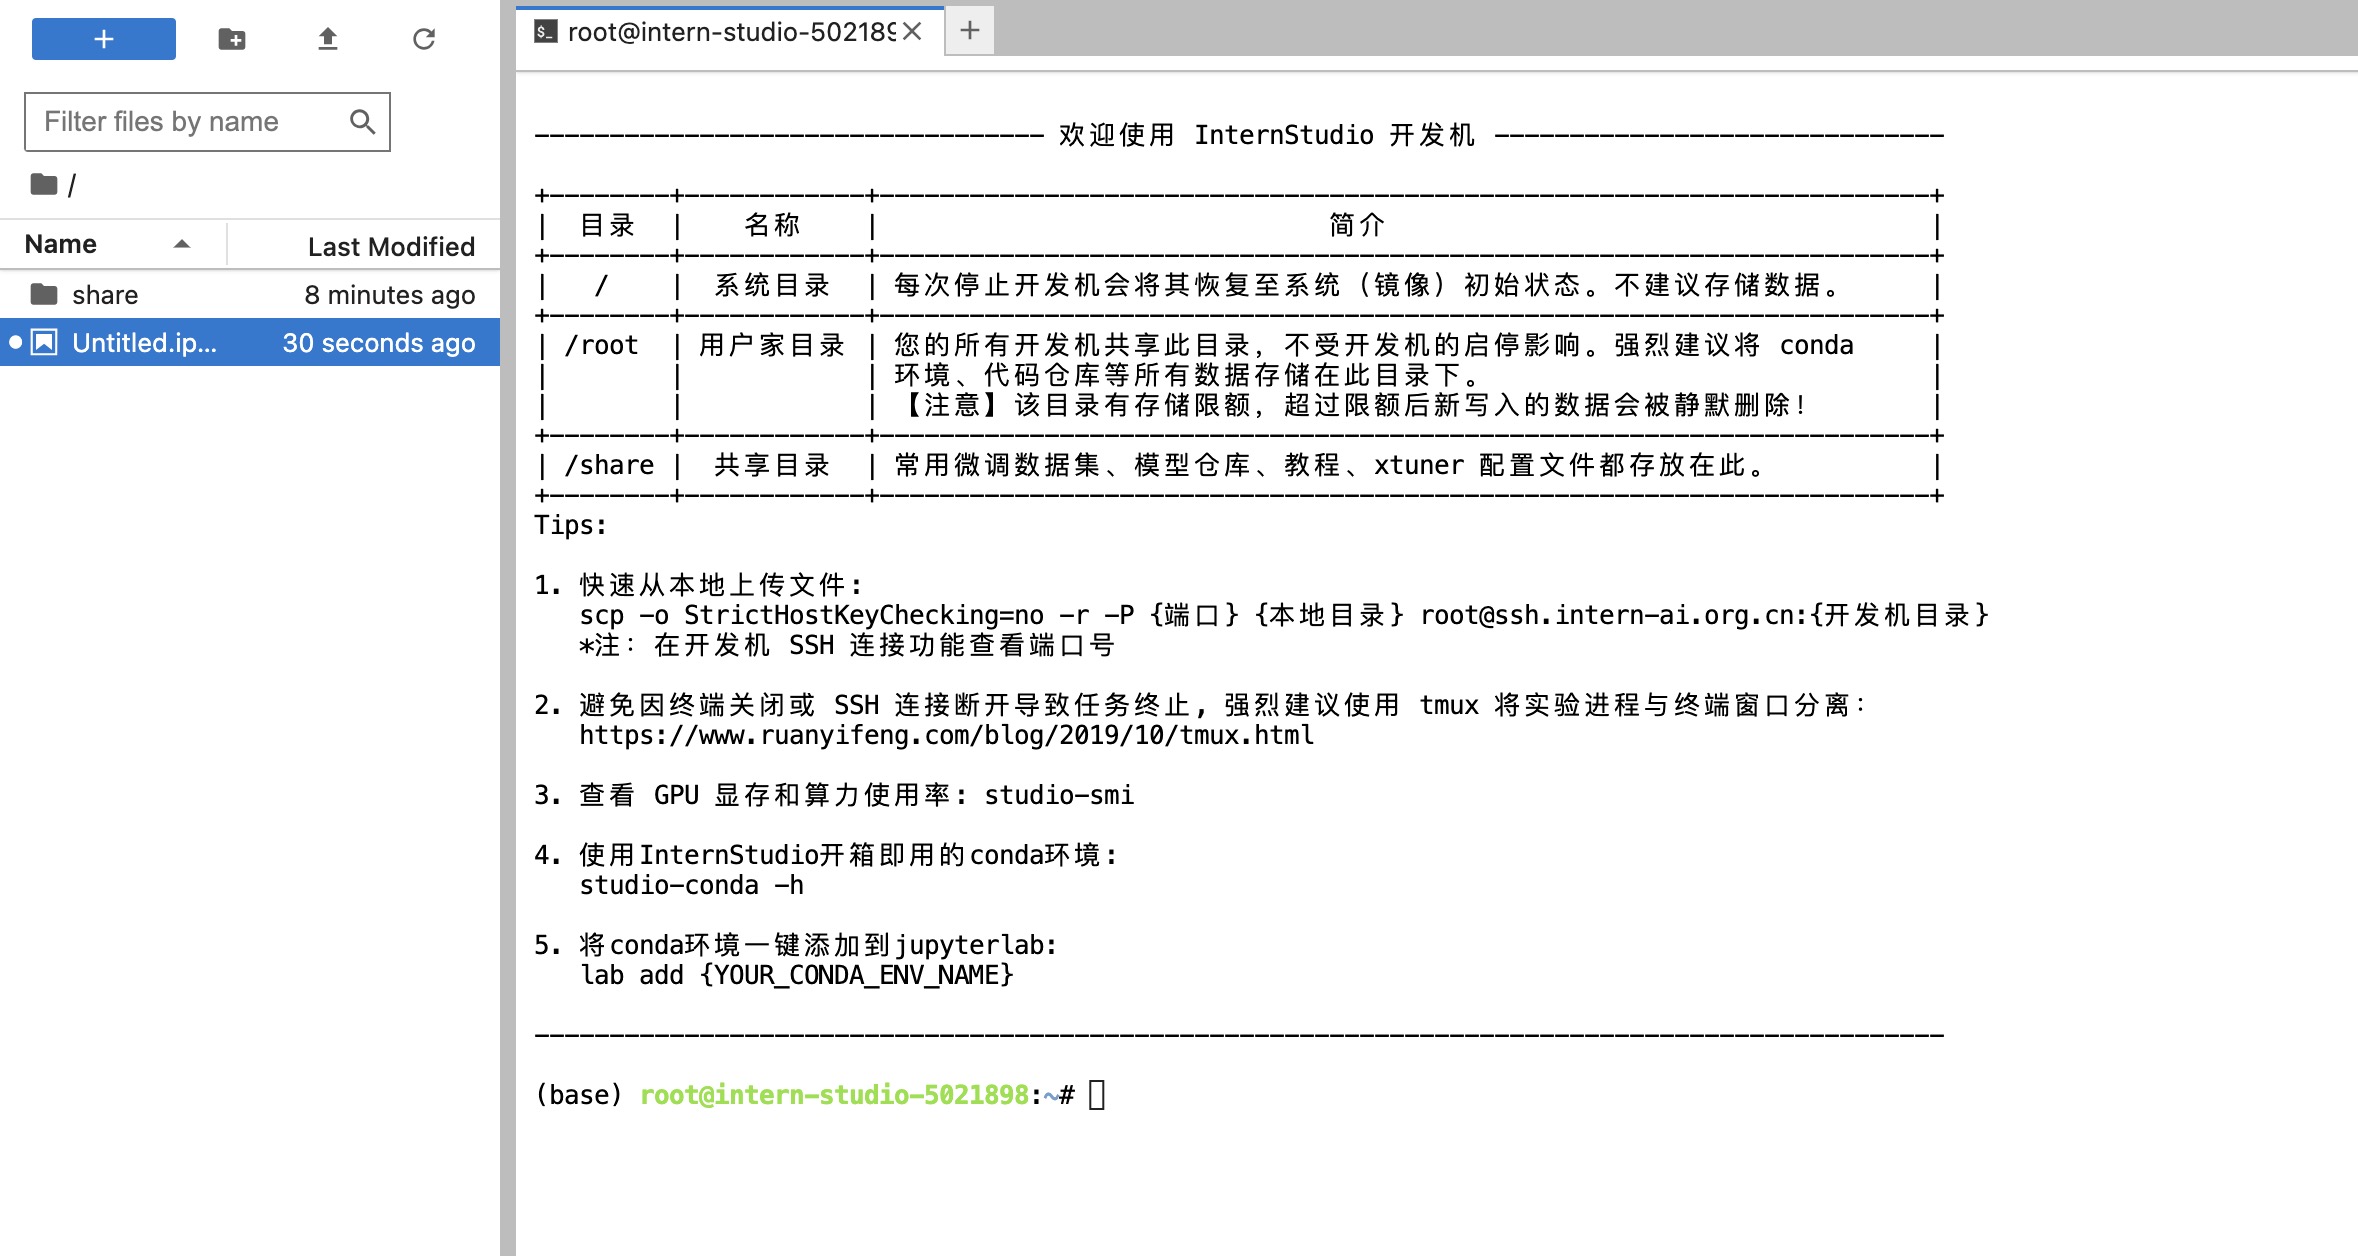 +
root@intern-studio-502189
Filter files by name
/
Name Last Modified
share 8 minutes ago
Untitled.ip... 30 seconds ago
---------------------------------- 欢迎使用 InternStudio 开发机 ------------------------------
+--------+------------+----------------------------------------------------------------------+
| 目录 | 名称 | 简介 |
+--------+------------+----------------------------------------------------------------------+
| / | 系统目录 | 每次停止开发机会将其恢复至系统（镜像）初始状态。不建议存储数据。 |
+--------+------------+----------------------------------------------------------------------+
| /root | 用户家目录 | 您的所有开发机共享此目录，不受开发机的启停影响。强烈建议将 conda |
| | | 环境、代码仓库等所有数据存储在此目录下。 |
| | | 【注意】该目录有存储限额，超过限额后新写入的数据会被静默删除！ |
+--------+------------+----------------------------------------------------------------------+
| /share | 共享目录 | 常用微调数据集、模型仓库、教程、xtuner 配置文件都存放在此。 |
+--------+------------+----------------------------------------------------------------------+
Tips:
1. 快速从本地上传文件:
scp -o StrictHostKeyChecking=no -r -P {端口} {本地目录} root@ssh.intern-ai.org.cn:{开发机目录}
*注：在开发机 SSH 连接功能查看端口号
2. 避免因终端关闭或 SSH 连接断开导致任务终止, 强烈建议使用 tmux 将实验进程与终端窗口分离：
https://www.ruanyifeng.com/blog/2019/10/tmux.html
3. 查看 GPU 显存和算力使用率: studio-smi
4. 使用InternStudio开箱即用的conda环境:
studio-conda -h
5. 将conda环境一键添加到jupyterlab:
lab add {YOUR_CONDA_ENV_NAME}
----------------------------------------------------------------------------------------------
(base) root@intern-studio-5021898:~#